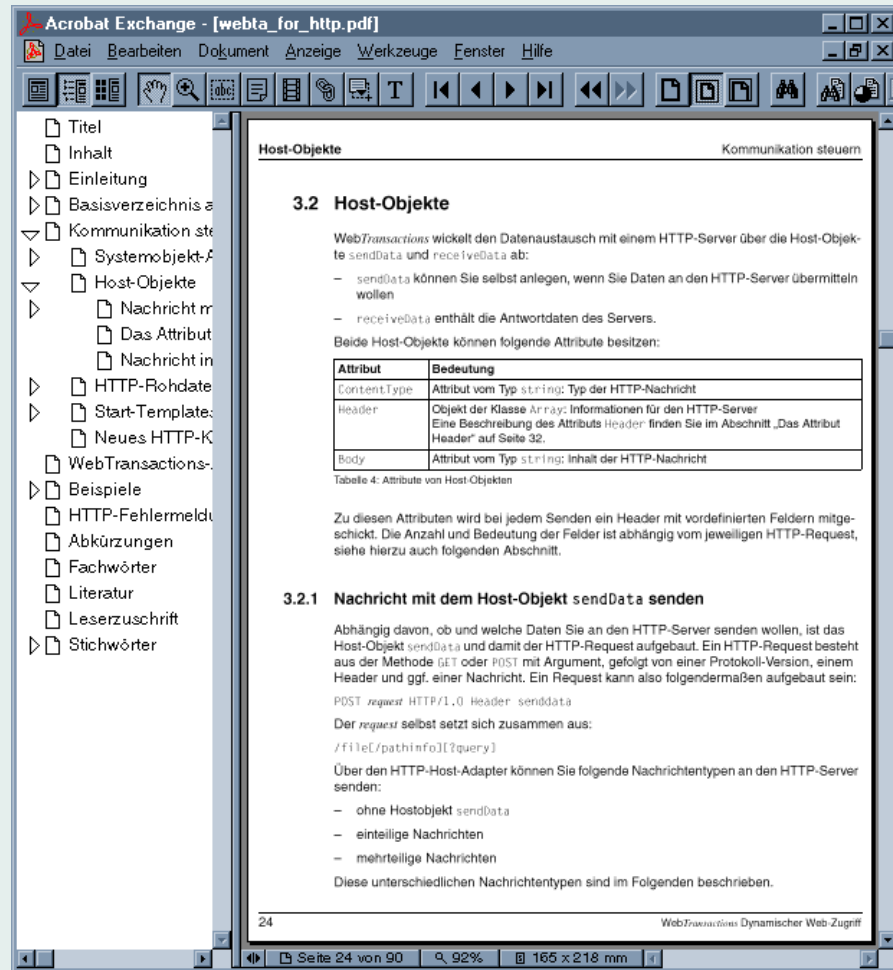 Acrobat Exchange - [webta_for_http.pdf]
Datei Bearbeiten Dokument Anzeige Werkzeuge Fenster Hilfe
abc T
Titel
Inhalt
Einleitung
Basisverzeichnis a
Kommunikation ste
Systemobjekt-A
Host-Objekte
Nachricht m
Das Attribut
Nachricht in
HTTP-Rohdate
Start-Templates
Neues HTTP-K
WebTransactions-
Beispiele
HTTP-Fehlermeldu
Abkürzungen
Fachwörter
Literatur
Leserzuschrift
Stichwörter
Host-Objekte Kommunikation steuern
3.2 Host-Objekte
WebTransactions wickelt den Datenaustausch mit einem HTTP-Server über die Host-Objek-
te sendData und receiveData ab:
– sendData können Sie selbst anlegen, wenn Sie Daten an den HTTP-Server übermitteln
wollen
– receiveData enthält die Antwortdaten des Servers.
Beide Host-Objekte können folgende Attribute besitzen:
Attribut Bedeutung
ContentType Attribut vom Typ string: Typ der HTTP-Nachricht
Header Objekt der Klasse Array: Informationen für den HTTP-Server
Eine Beschreibung des Attributs Header finden Sie im Abschnitt „Das Attribut
Header" auf Seite 32.
Body Attribut vom Typ string: Inhalt der HTTP-Nachricht
Tabelle 4: Attribute von Host-Objekten
Zu diesen Attributen wird bei jedem Senden ein Header mit vordefinierten Feldern mitge-
schickt. Die Anzahl und Bedeutung der Felder ist abhängig vom jeweiligen HTTP-Request,
siehe hierzu auch folgenden Abschnitt.
3.2.1 Nachricht mit dem Host-Objekt sendData senden
Abhängig davon, ob und welche Daten Sie an den HTTP-Server senden wollen, ist das
Host-Objekt sendData und damit der HTTP-Request aufgebaut. Ein HTTP-Request besteht
aus der Methode GET oder POST mit Argument, gefolgt von einer Protokoll-Version, einem
Header und ggf. einer Nachricht. Ein Request kann also folgendermaßen aufgebaut sein:
POST request HTTP/1.0 Header senddata
Der request selbst setzt sich zusammen aus:
/file[/pathinfo][?query]
Über den HTTP-Host-Adapter können Sie folgende Nachrichtentypen an den HTTP-Server
senden:
– ohne Hostobjekt sendData
– einteilige Nachrichten
– mehrteilige Nachrichten
Diese unterschiedlichen Nachrichtentypen sind im Folgenden beschrieben.
24 WebTransactions Dynamischer Web-Zugriff
Seite 24 von 90 92% 165 x 218 mm